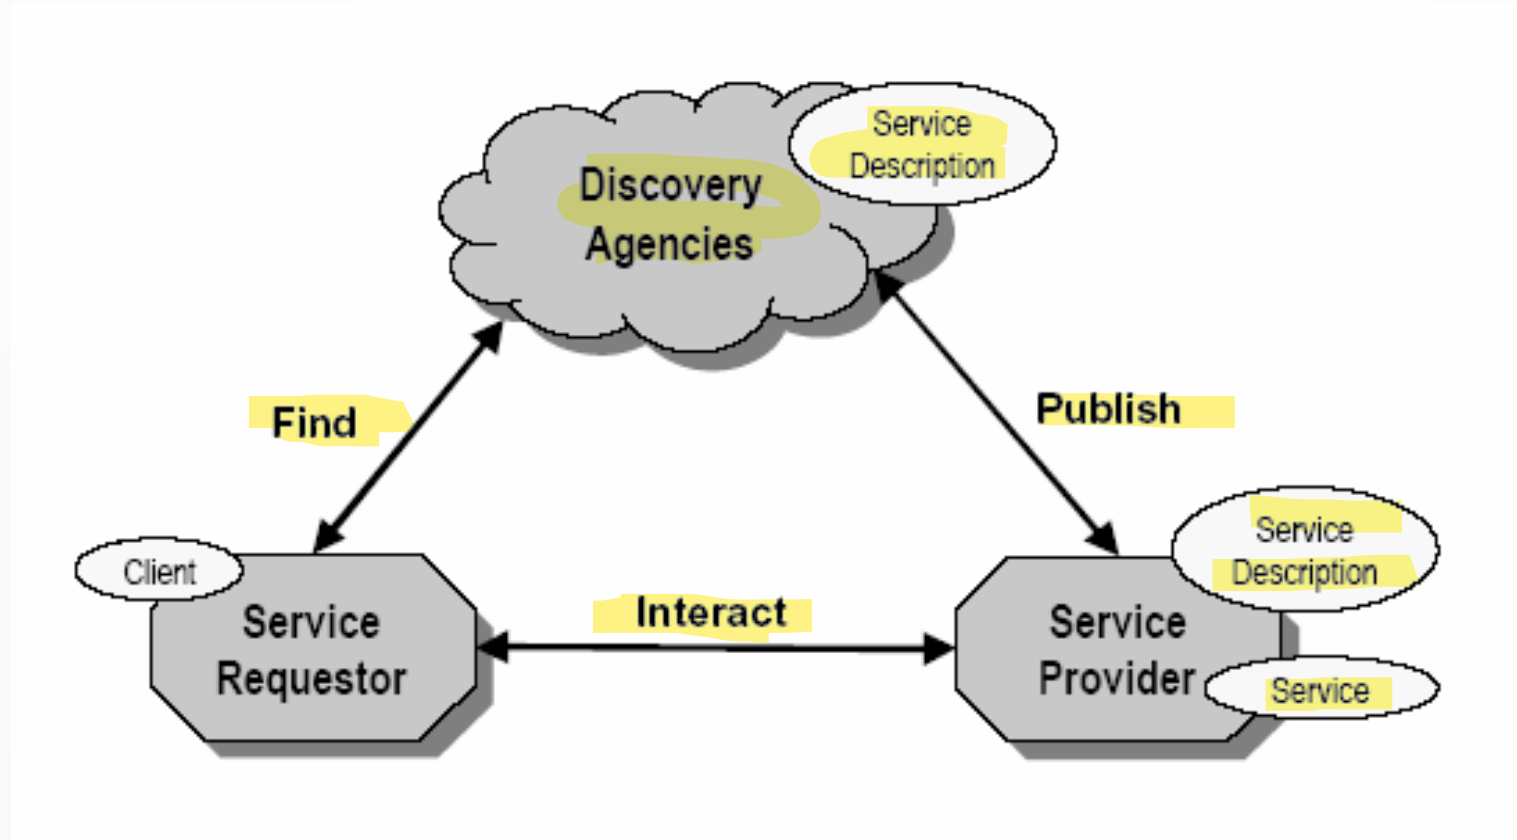 Service
Description
Discovery
Agencies
Find
Publish
Client
Service
Requestor
Interact
Service
Provider
Service
Description
Service